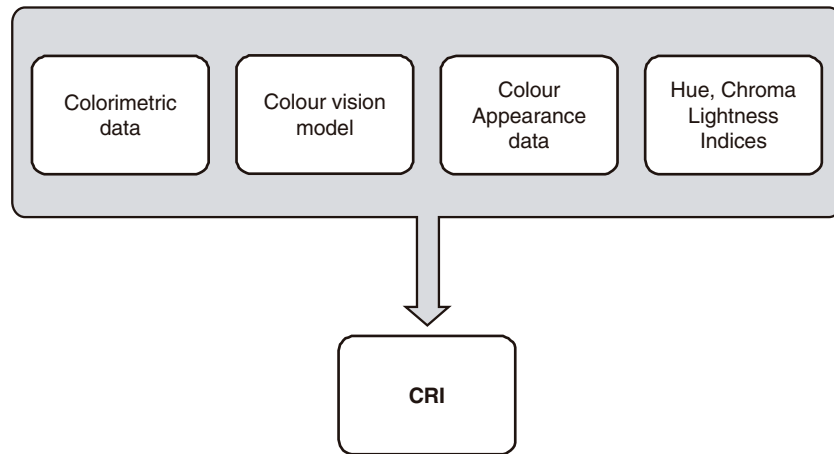 Colorimetric
data
Colour vision
model
Colour
Appearance
data
Hue, Chroma
Lightness
Indices
CRI